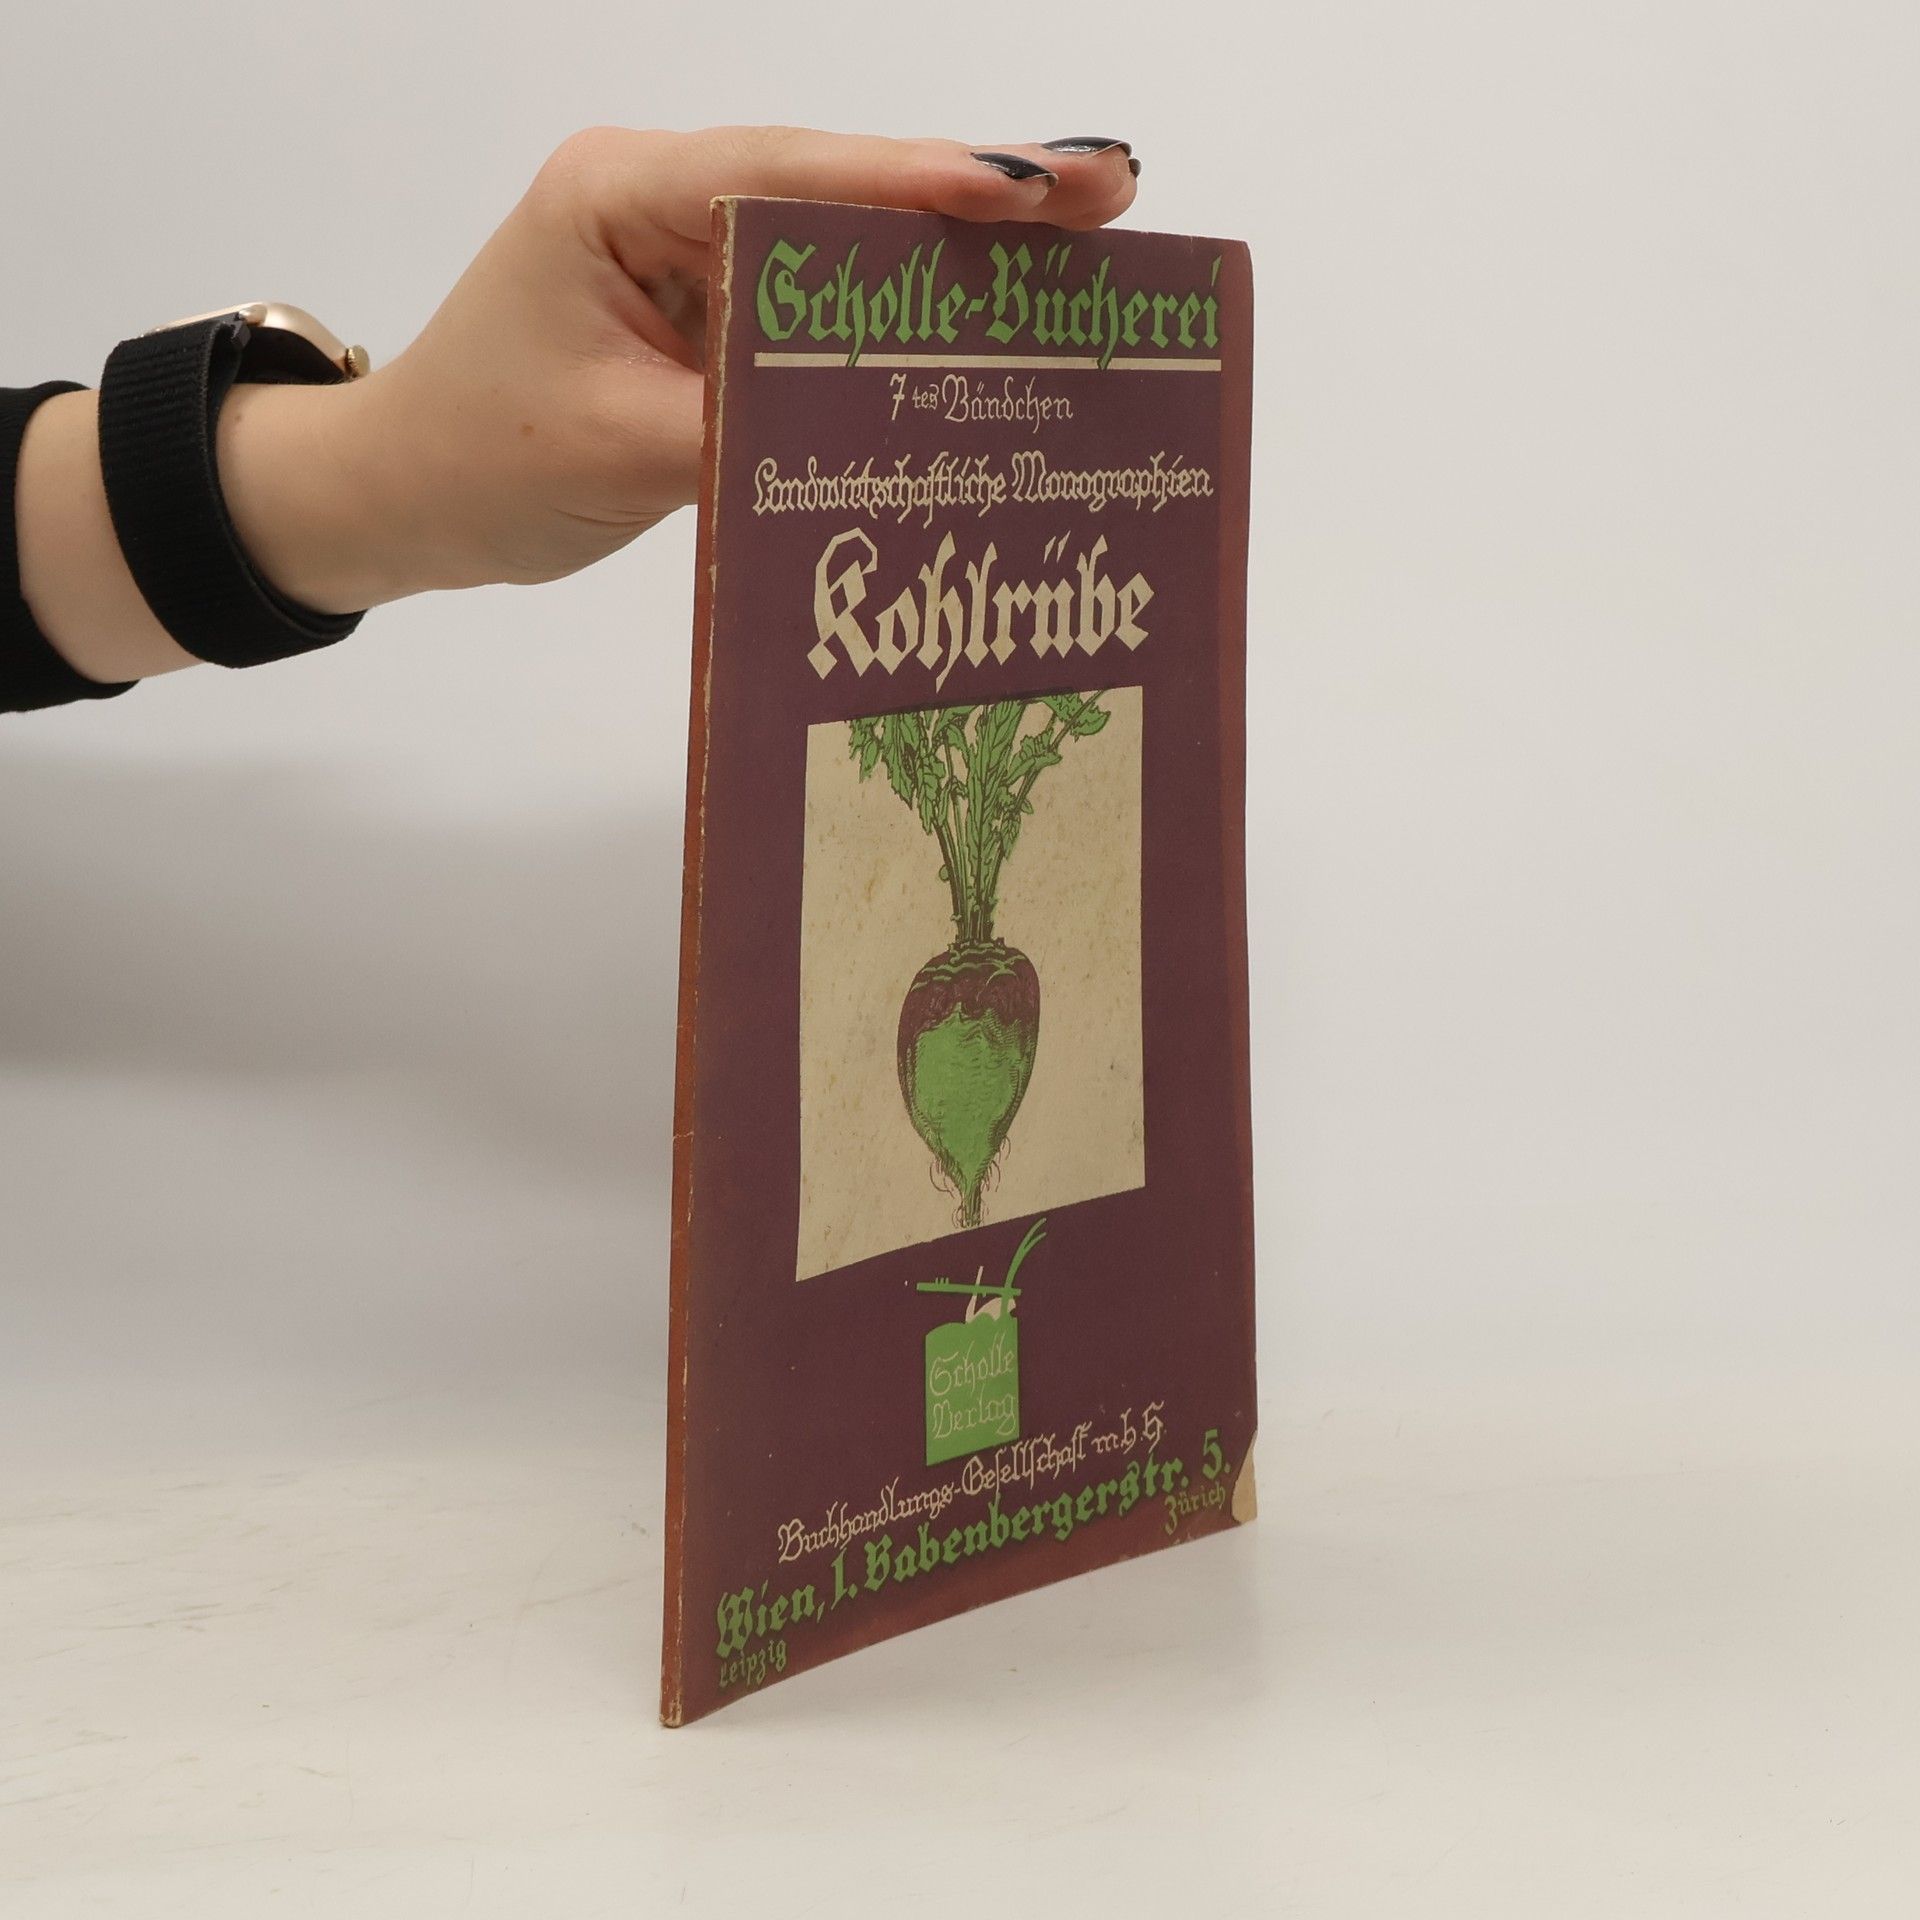 Scholle-Bücherei
7tes Bändchen
Landwirtschaftliche Monographien
Kohlrübe
Scholle
Verlag
Buchhandlungs-Gesellschaft m.b.H.
Wien, I. Babenbergerstr. 5.
Leipzig
Zürich